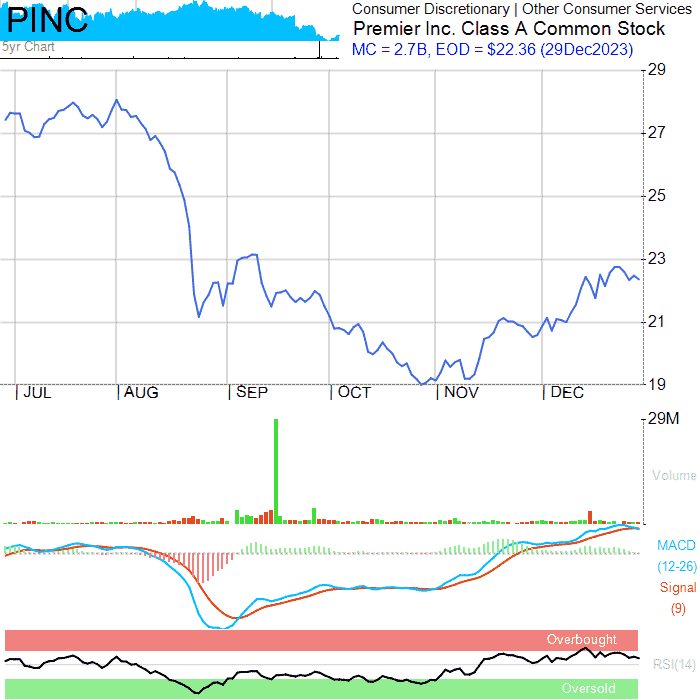 PINC
5yr Chart
Consumer Discretionary | Other Consumer Services
Premier Inc. Class A Common Stock
MC = 2.7B, EOD = $22.36 (29Dec2023)
29
27
25
23
21
19
JUL AUG SEP OCT NOV DEC
29M
Volume
MACD
(12-26)
Signal
(9)
Overbought
RSI(14)
Oversold